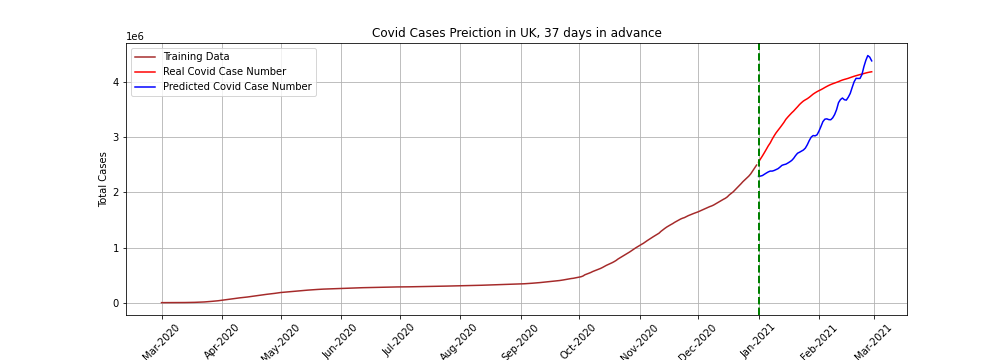 Covid Cases Preiction in UK, 37 days in advance
1e6
Training Data
Real Covid Case Number
Predicted Covid Case Number
Total Cases
4
3
2
1
0
Mar-2020 Apr-2020 May-2020 Jun-2020 Jul-2020 Aug-2020 Sep-2020 Oct-2020 Nov-2020 Dec-2020 Jan-2021 Feb-2021 Mar-2021